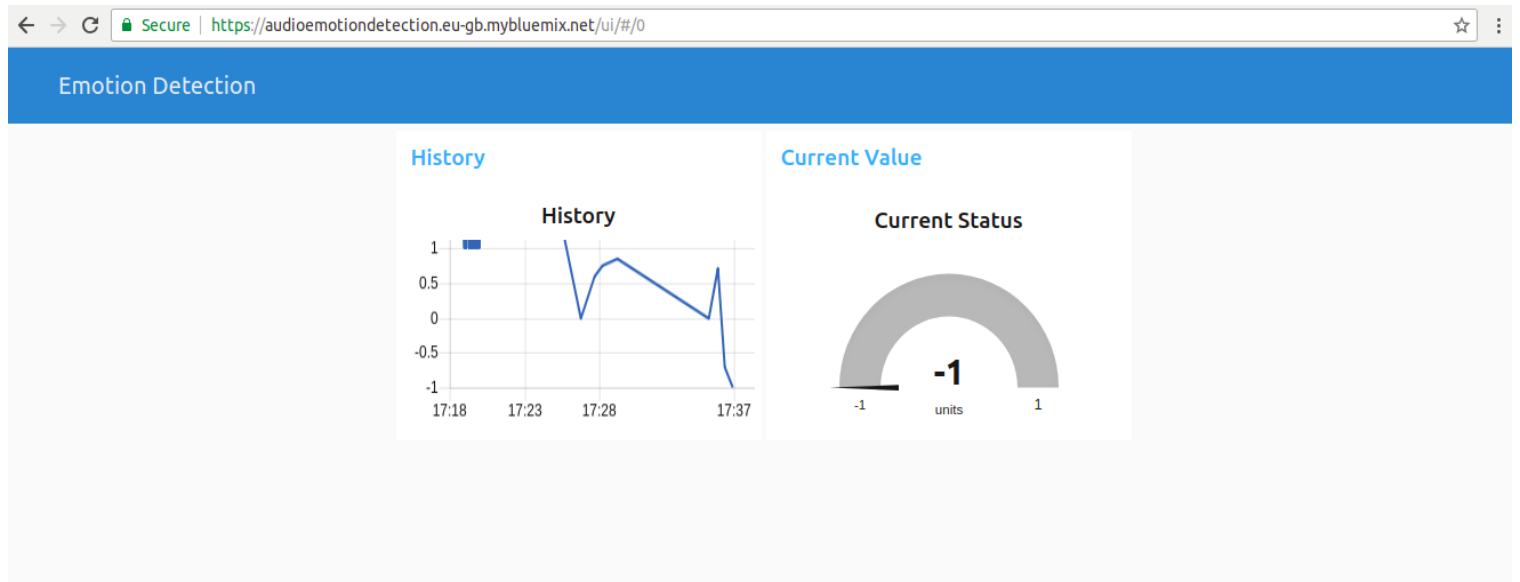 Secure https://audioemotiondetection.eu-gb.mybluemix.net/ui/#/0
Emotion Detection
History
History
1
0.5
0
-0.5
-1
17:18 17:23 17:28 17:37
Current Value
Current Status
-1
-1 units 1